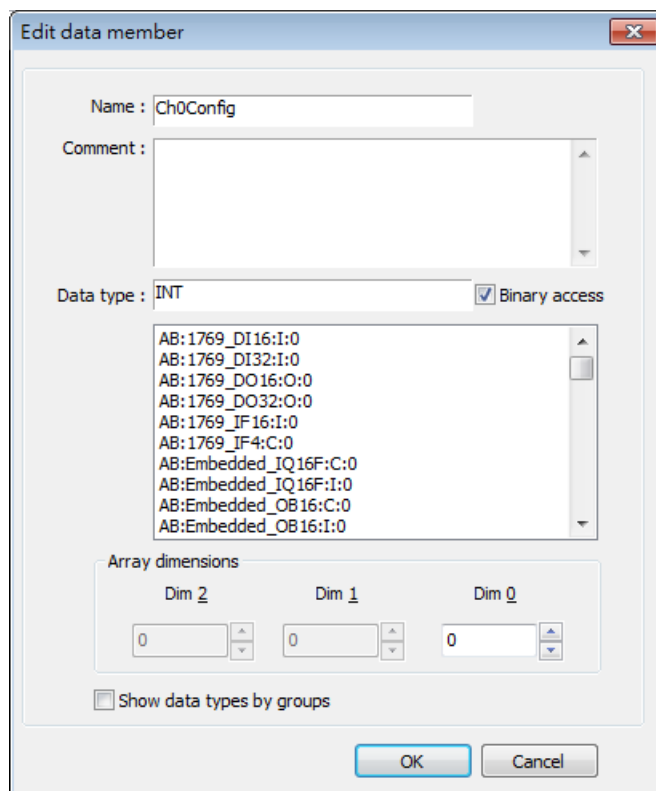 Edit data member
Name : Ch0Config
Comment :
Data type : INT Binary access
AB:1769_DI16:I:0
AB:1769_DI32:I:0
AB:1769_DO16:O:0
AB:1769_DO32:O:0
AB:1769_IF16:I:0
AB:1769_IF4:C:0
AB:Embedded_IQ16F:C:0
AB:Embedded_IQ16F:I:0
AB:Embedded_OB16:C:0
AB:Embedded_OB16:I:0
Array dimensions
Dim 2 Dim 1 Dim 0
0 0 0
Show data types by groups
OK Cancel